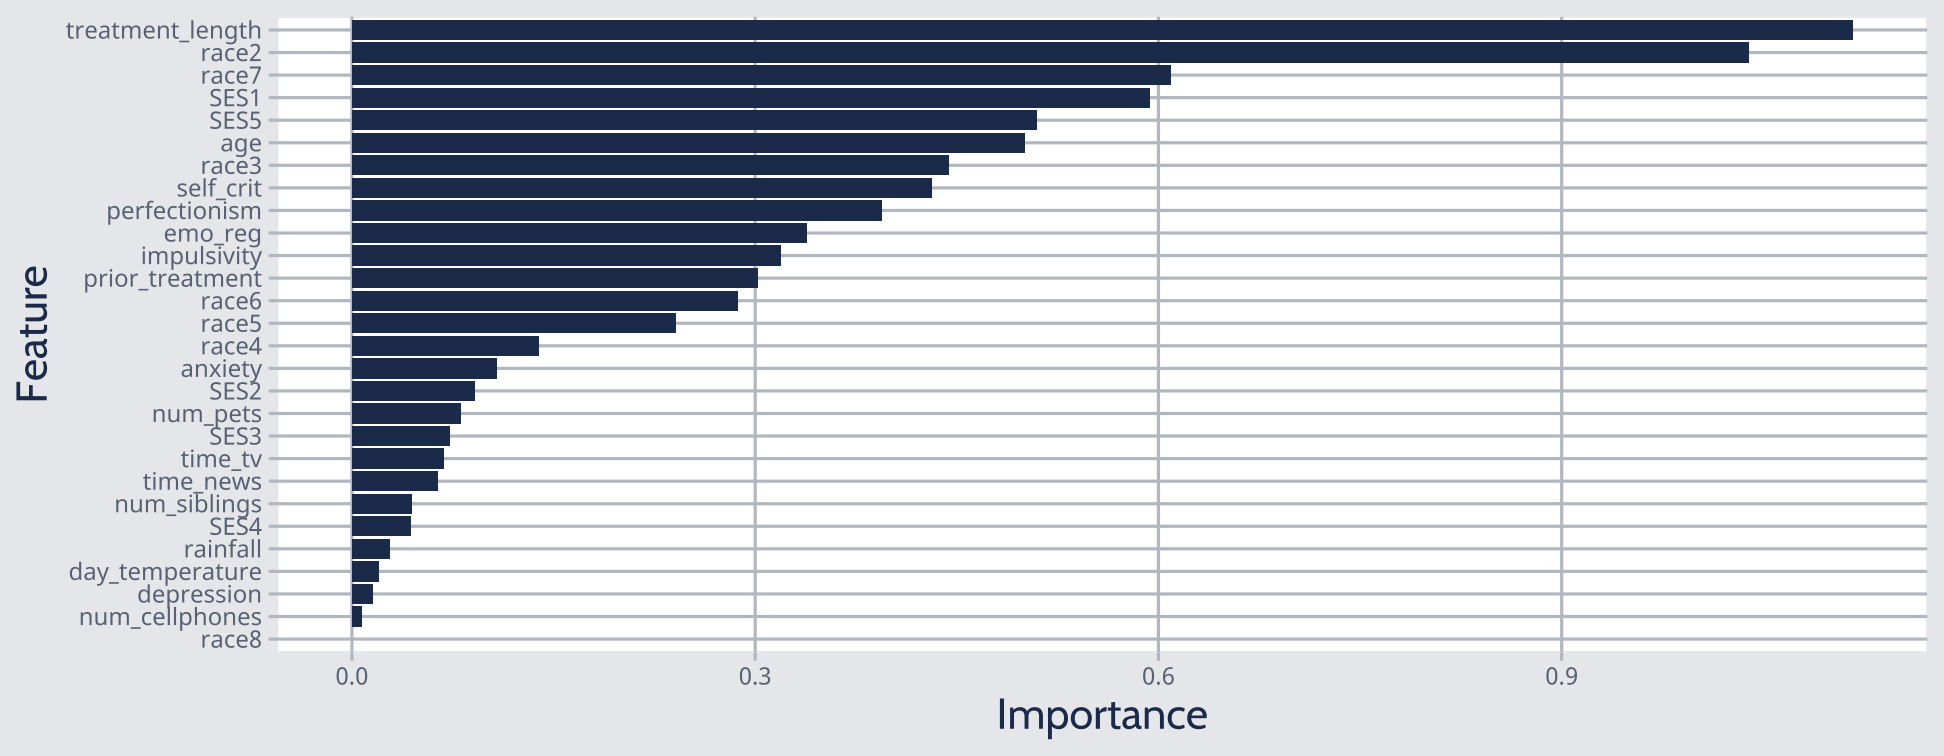 treatment_length
race2
race7
SES1
SES5
age
race3
self_crit
perfectionism
emo_reg
impulsivity
prior_treatment
race6
race5
race4
anxiety
SES2
num_pets
SES3
time_tv
time_news
num_siblings
SES4
rainfall
day_temperature
depression
num_cellphones
race8
Feature
0.0 0.3 0.6 0.9
Importance